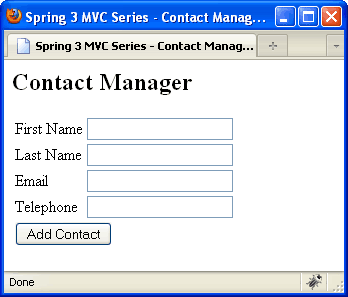 Spring 3 MVC Series - Contact Manag...
Spring 3 MVC Series - Contact Manag...
Contact Manager
First Name
Last Name
Email
Telephone
Add Contact
Done